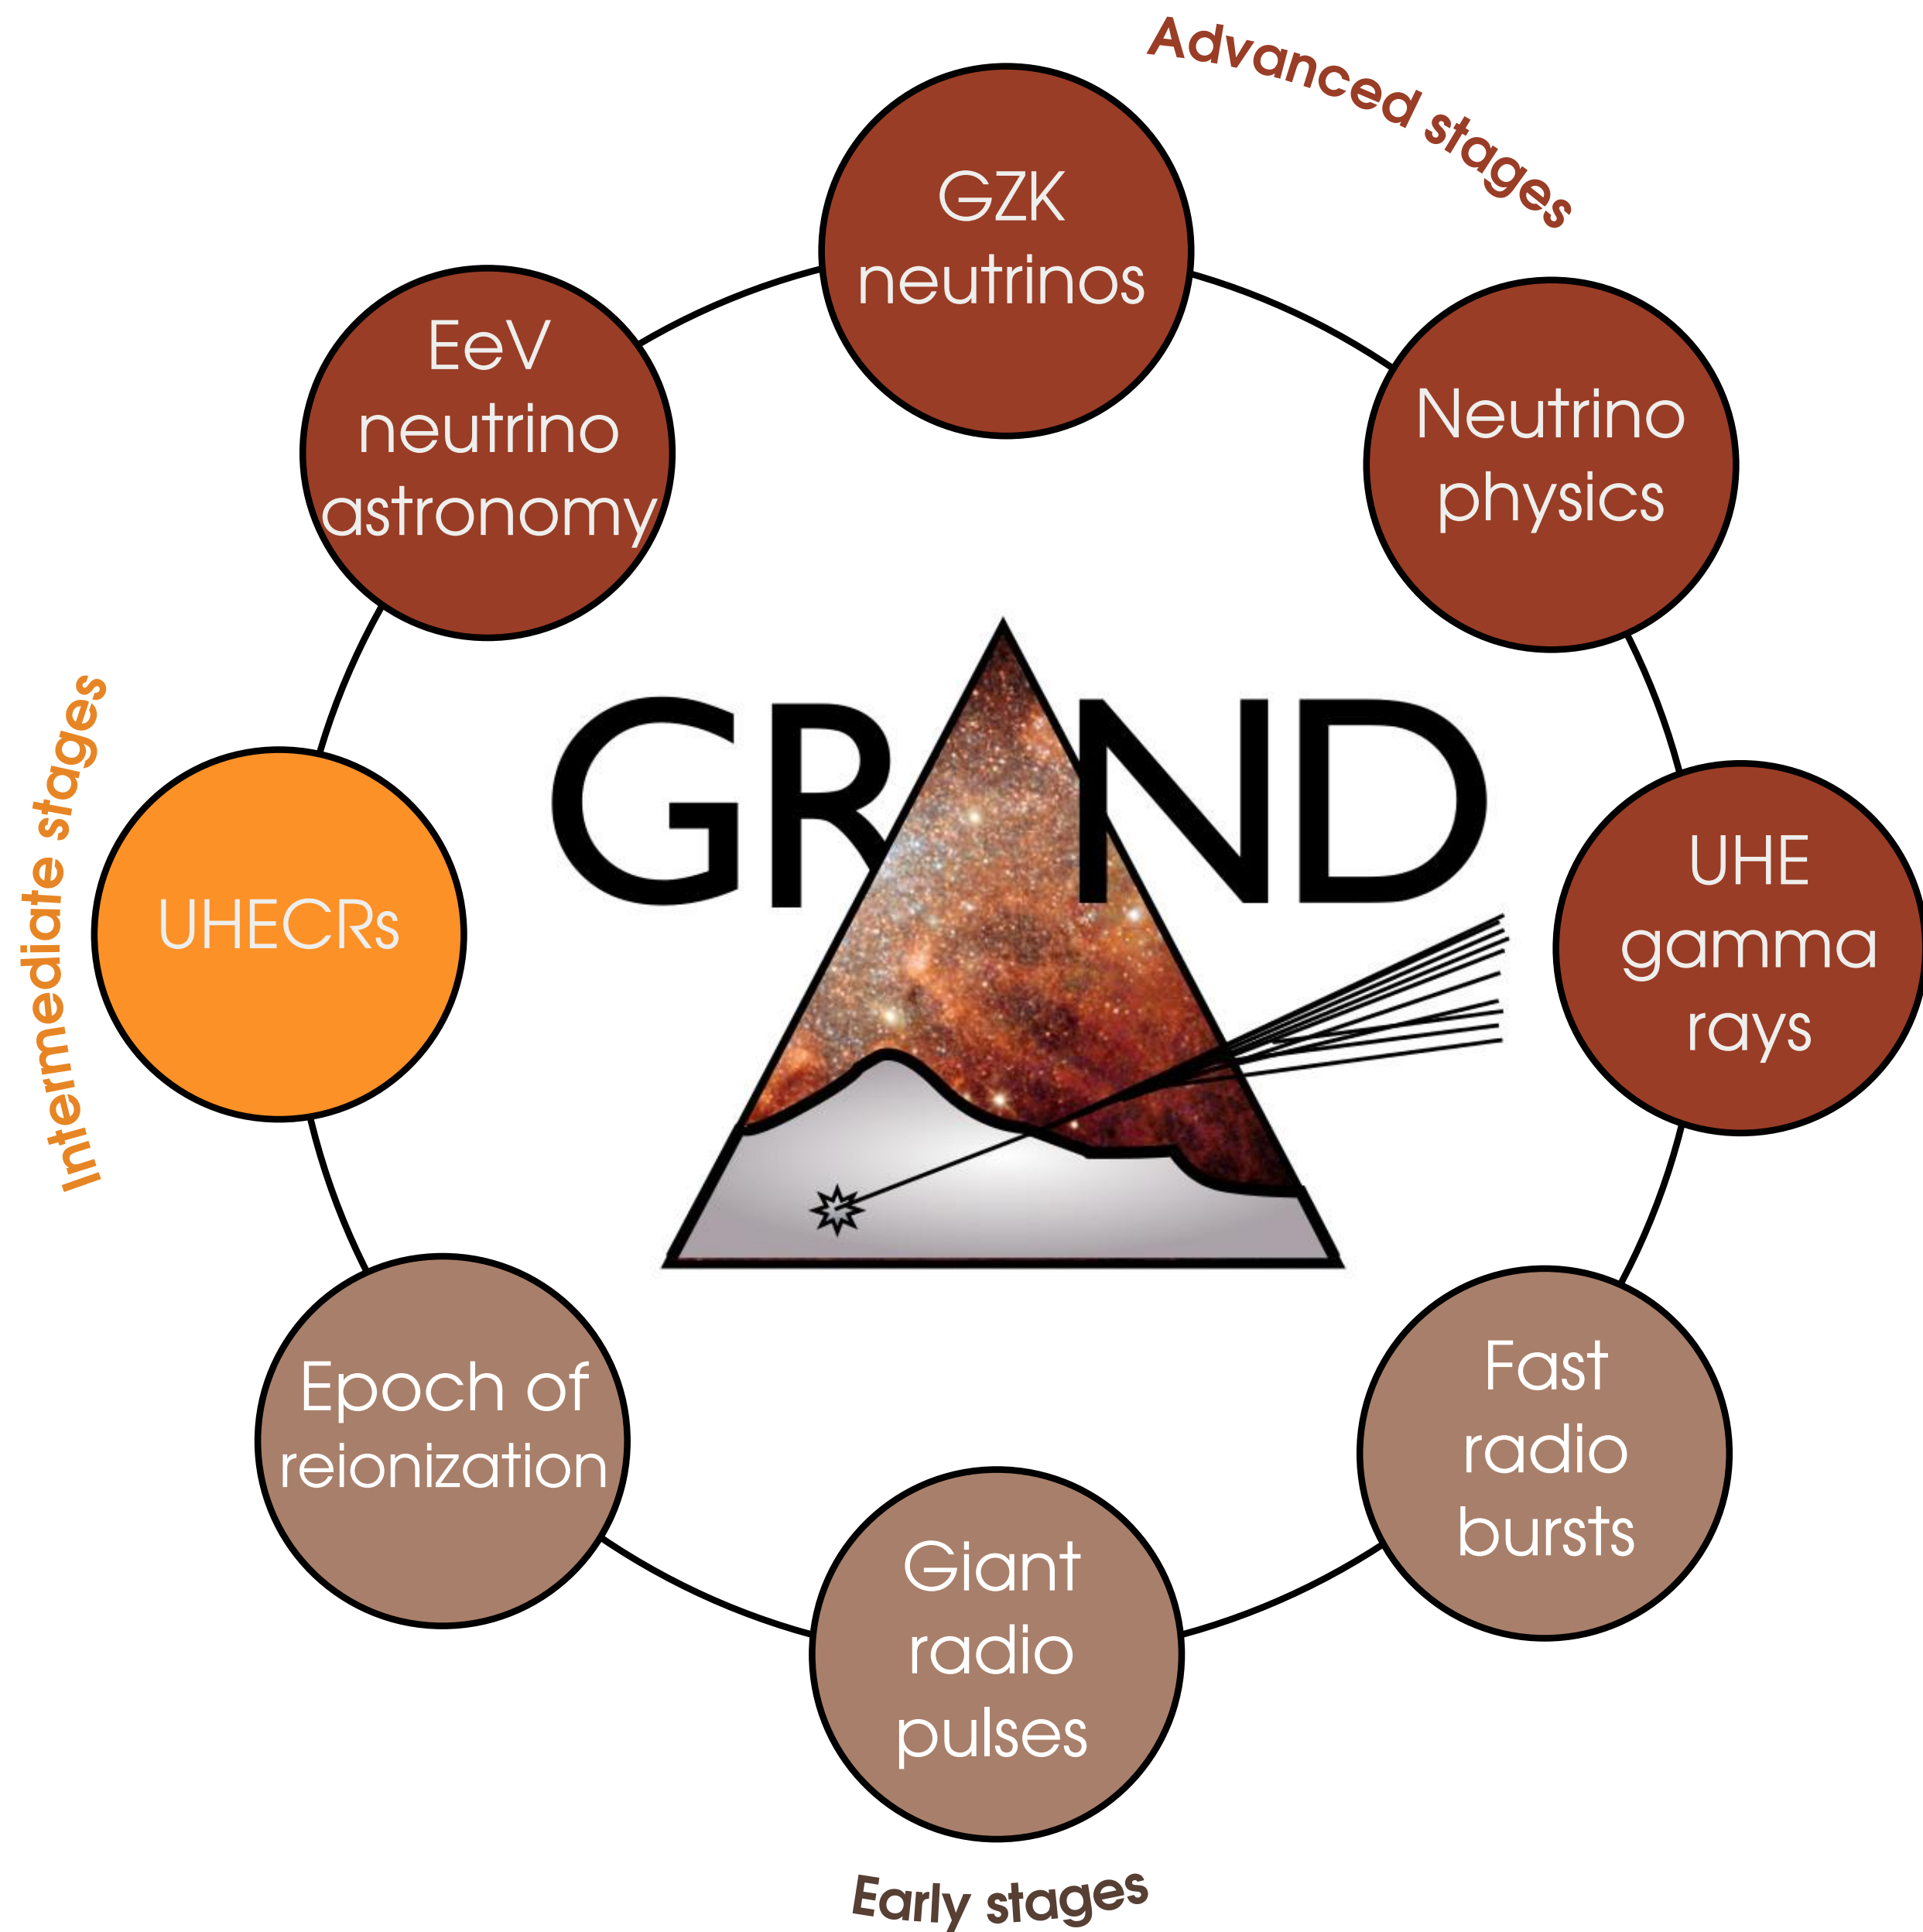 Advanced stages
GZK
neutrinos
EeV
neutrino
astronomy
Neutrino
physics
Intermediate stages
GRAND
UHECRs
UHE
gamma
rays
Epoch of
reionization
Fast
radio
bursts
Giant
radio
pulses
Early stages